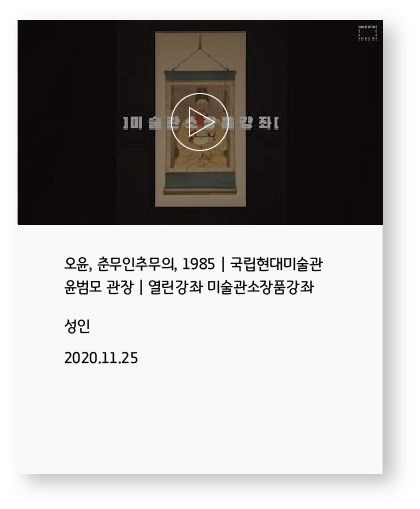 ]미술관소장품강좌[
오윤, 춘무인추무의, 1985 | 국립현대미술관
윤범모 관장 | 열린강좌 미술관소장품강좌
성인
2020.11.25